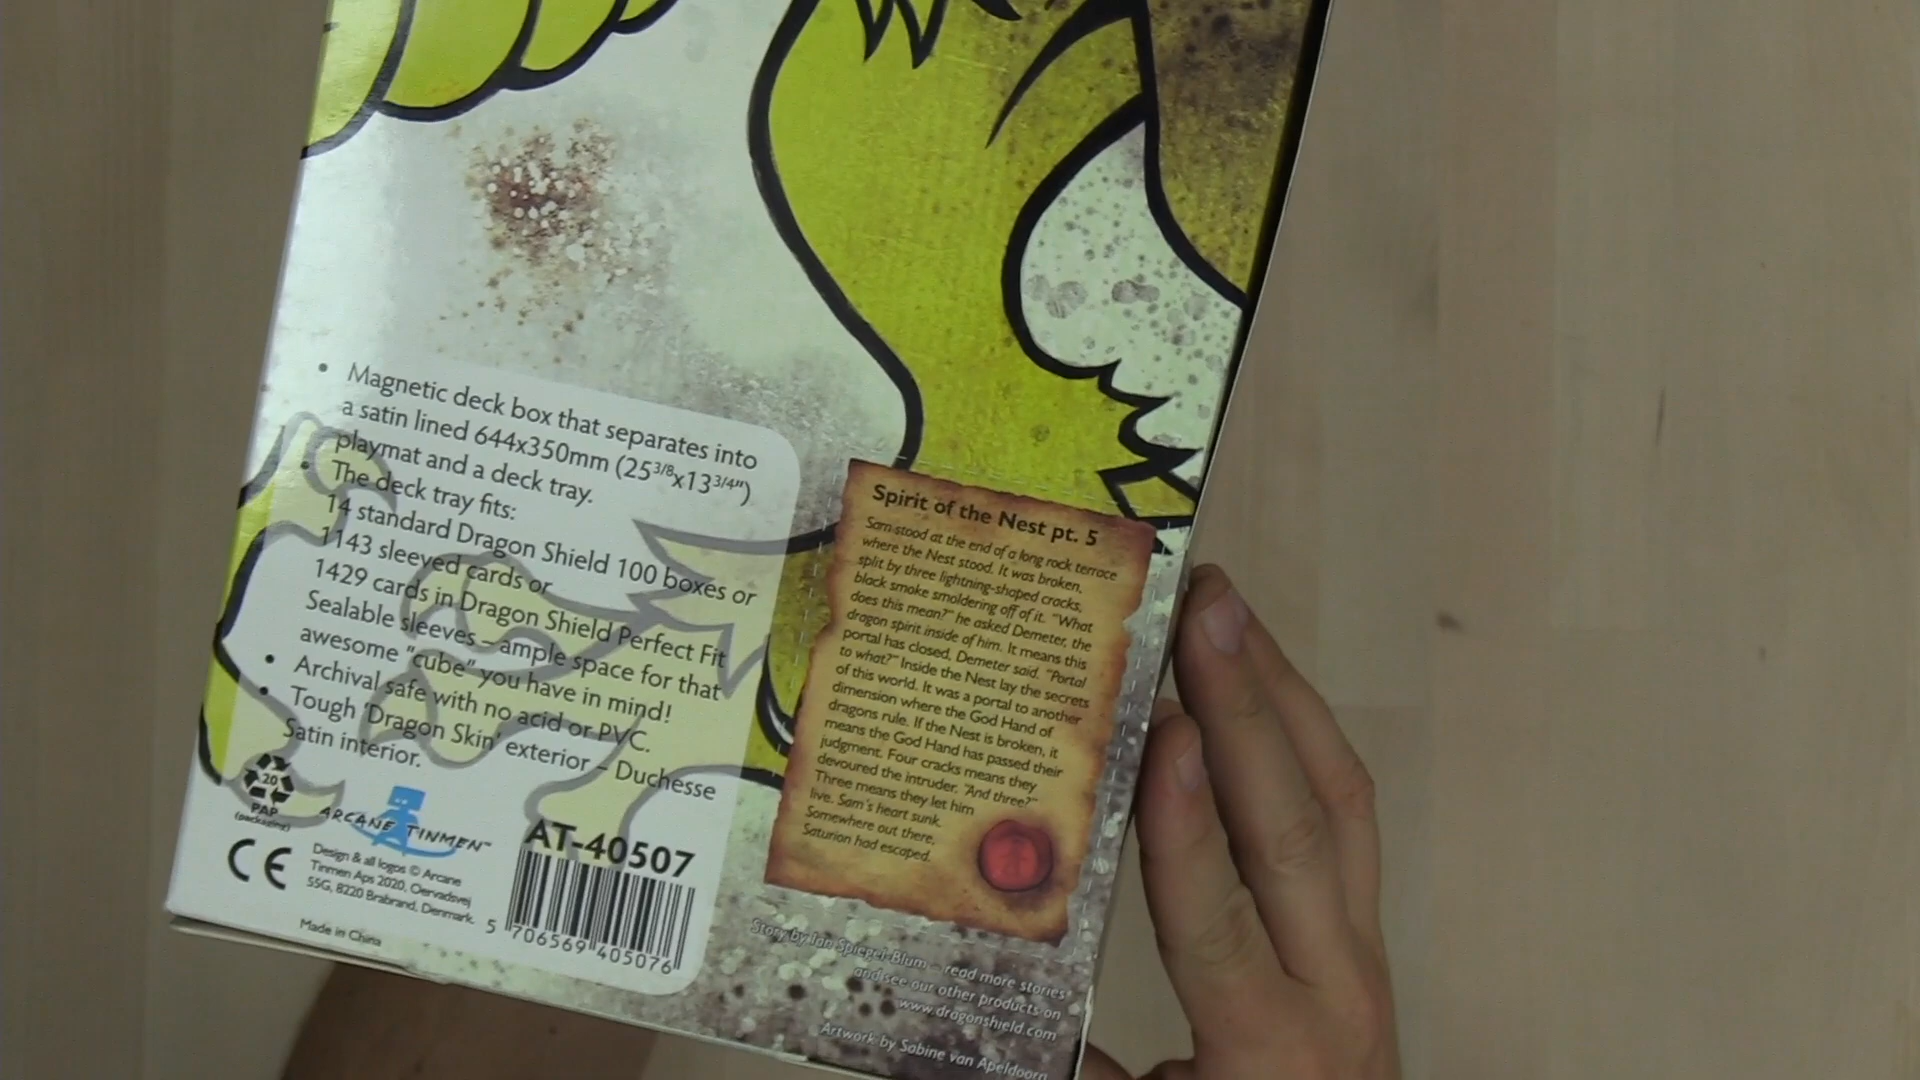 • Magnetic deck box that separates into
a satin lined 644x350mm (25 3/8x13 3/4")
playmat and a deck tray.
• The deck tray fits:
14 standard Dragon Shield 100 boxes or
1143 sleeved cards or
1429 cards in Dragon Shield Perfect Fit
Sealable sleeves – ample space for that
awesome "cube" you have in mind!
• Archival safe with no acid or PVC.
• Tough 'Dragon Skin' exterior – Duchesse
Satin interior.
20
PAP
(packaging)
ARCANE TINMEN™
CE
Design & all logos © Arcane
Tinmen Aps 2020, Oervadsvej
55G, 8220 Brabrand, Denmark.
Made in China
AT-40507
5 706569 405076
Spirit of the Nest pt. 5
Sam stood at the end of a long rock terrace
where the Nest stood. It was broken,
split by three lightning-shaped cracks,
black smoke smoldering off of it. "What
does this mean?" he asked Demeter, the
dragon spirit inside of him. It means this
portal has closed, Demeter said. "Portal
to what?" Inside the Nest lay the secrets
of this world. It was a portal to another
dimension where the God Hand of
dragons rule. If the Nest is broken, it
means the God Hand has passed their
judgment. Four cracks means they
devoured the intruder. "And three?"
Three means they let him
live. Sam's heart sunk.
Somewhere out there,
Saturion had escaped.
Story by Ian Spiegel-Blum – read more stories
and see our other products on
www.dragonshield.com
Artwork by Sabine van Apeldoorn